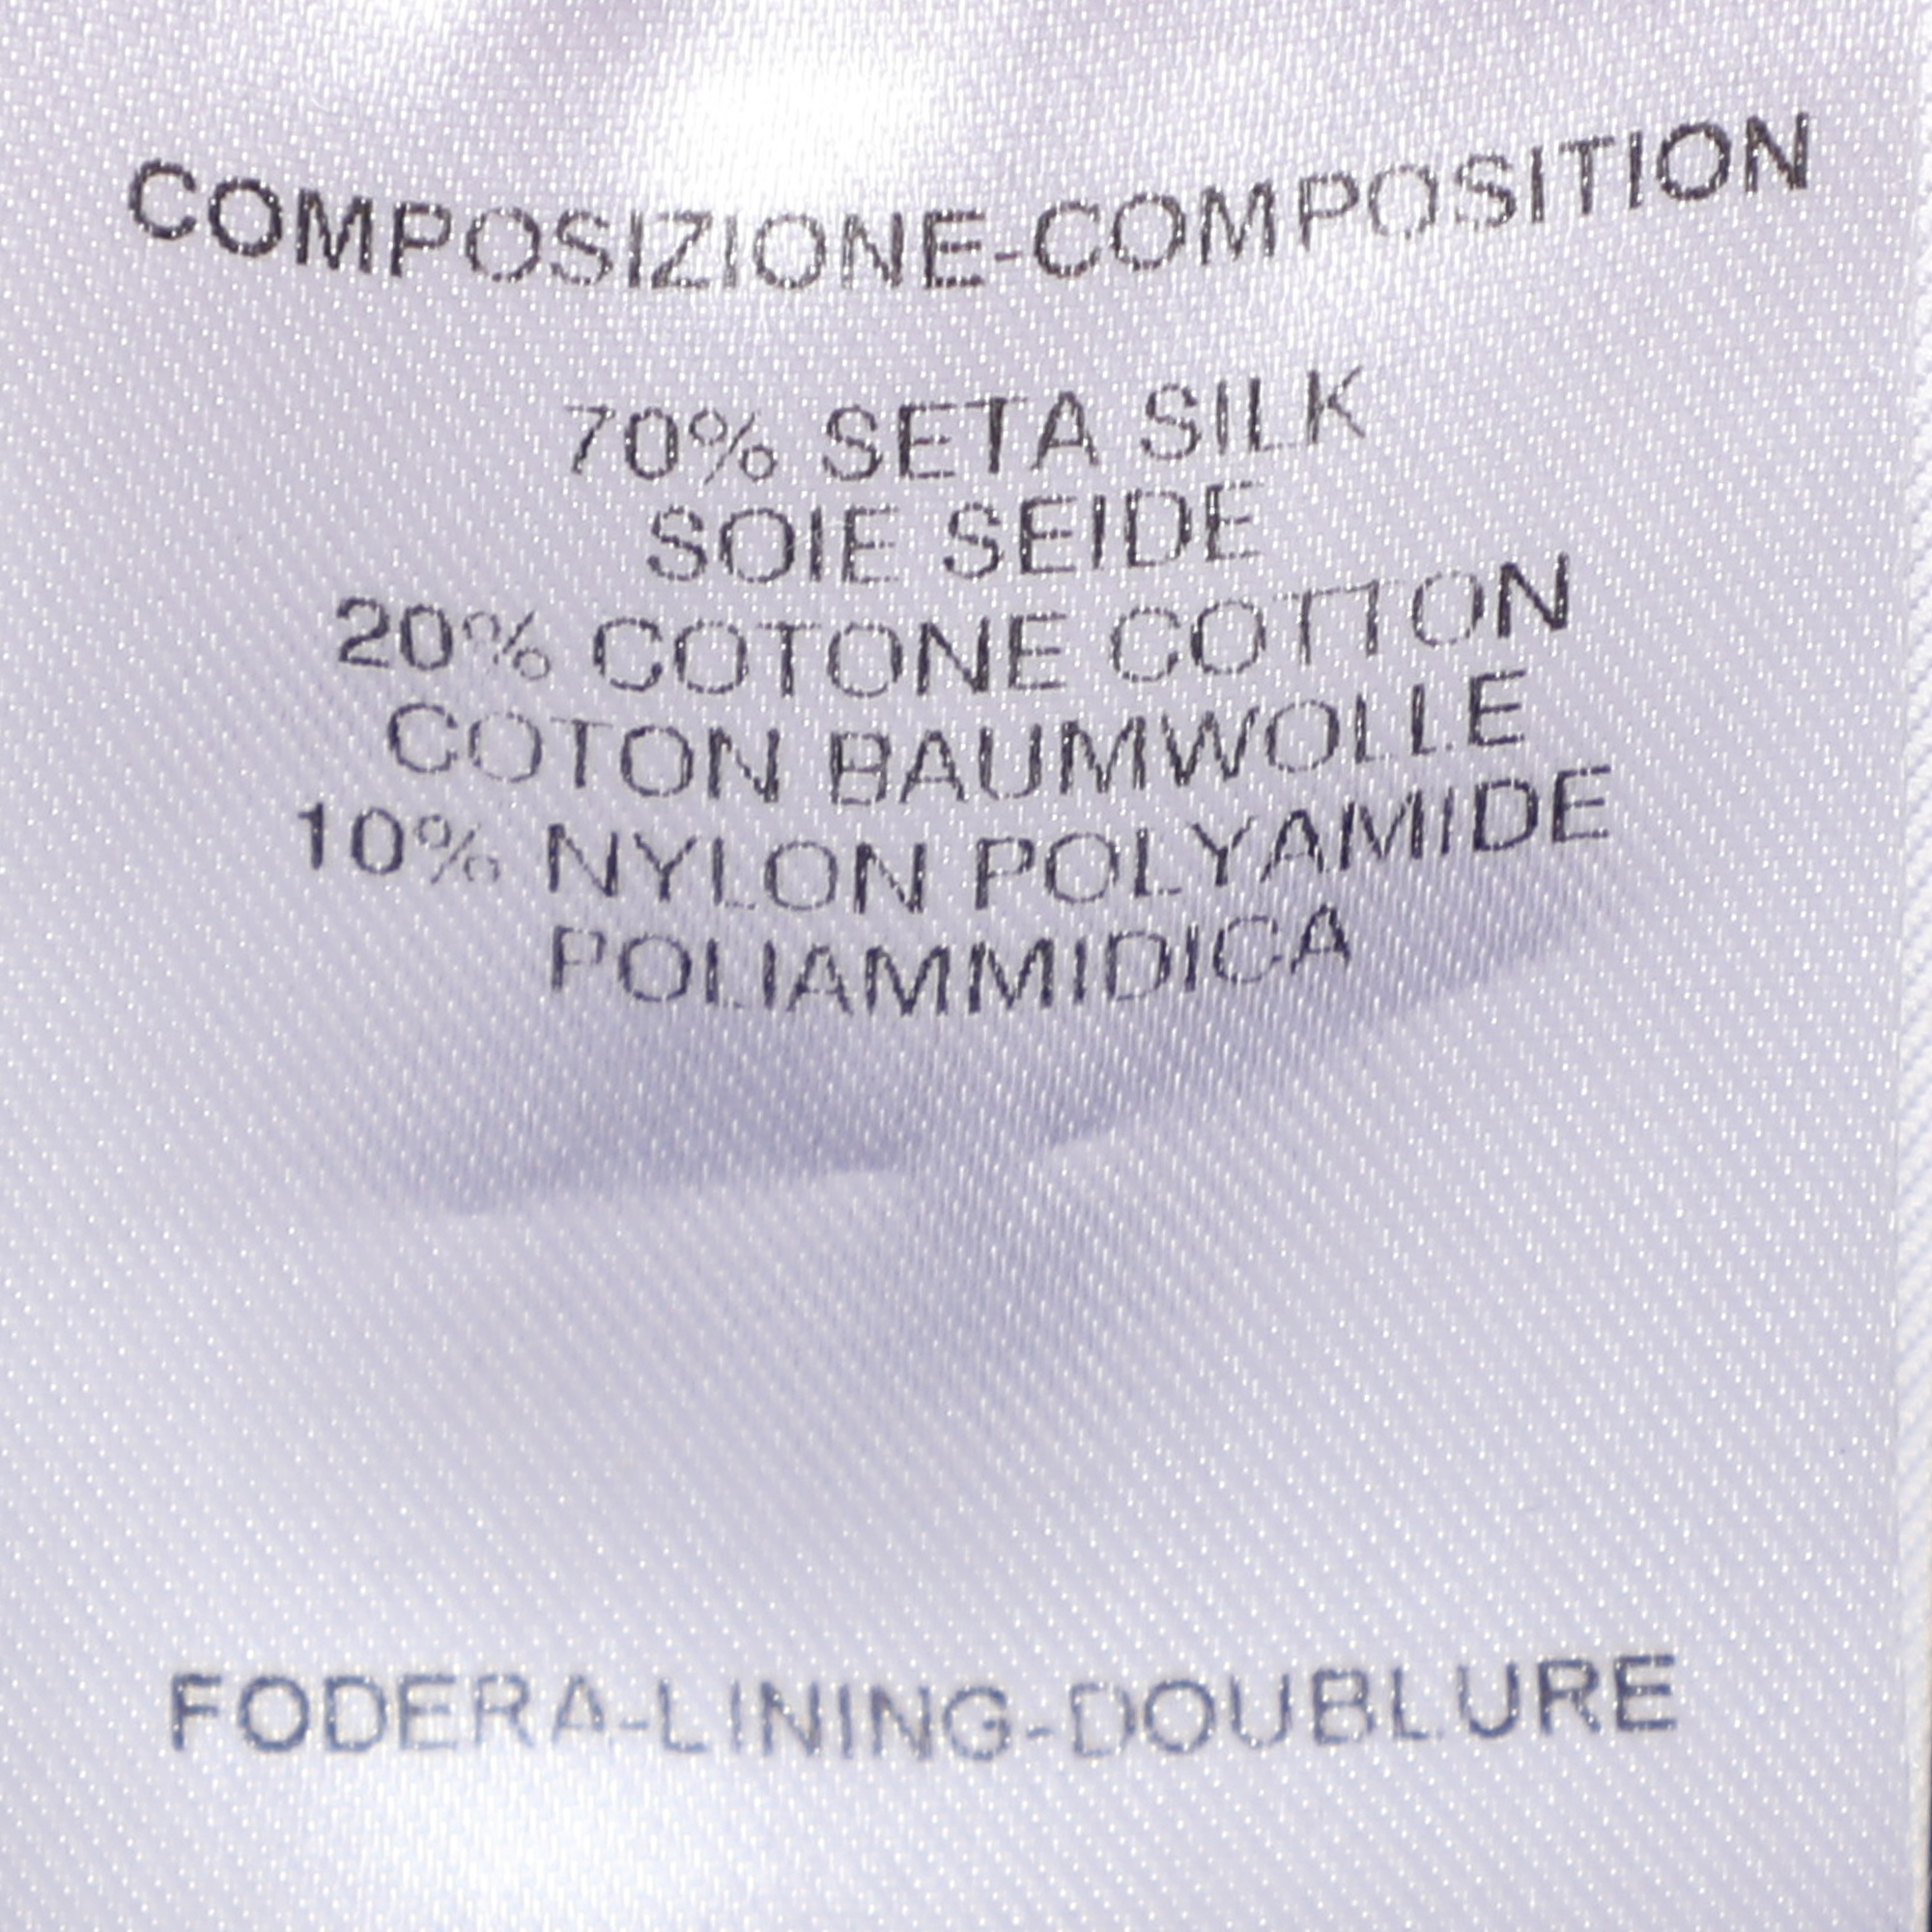 COMPOSIZIONE-COMPOSITION
70% SETA SILK
SOIE SEIDE
20% COTONE COTTON
COTON BAUMWOLLE
10% NYLON POLYAMIDE
POLIAMMIDICA
FODERA-LINING-DOUBLURE